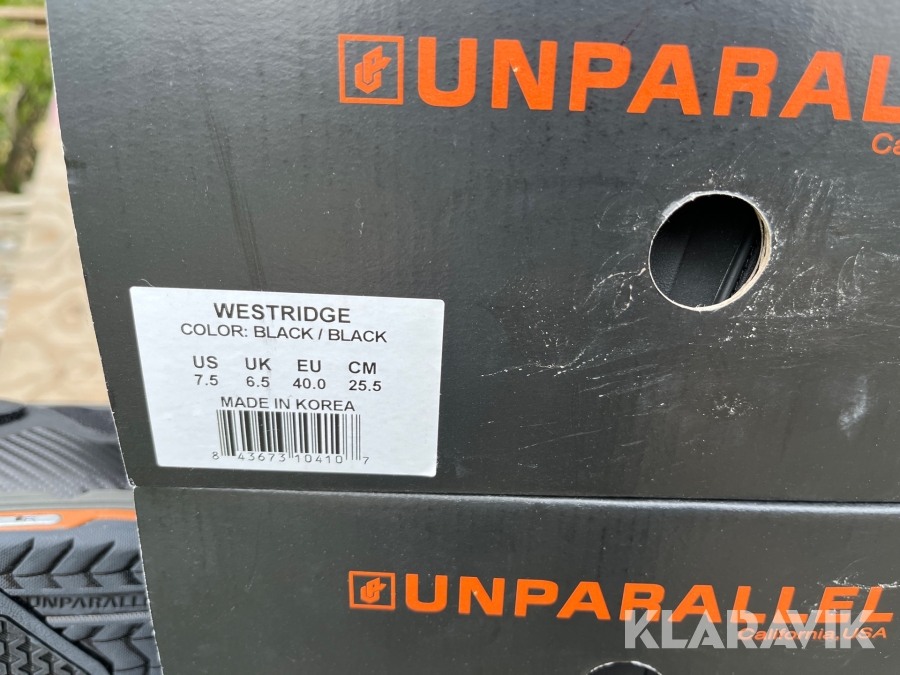 UNPARAL
Ca
WESTRIDGE
COLOR: BLACK / BLACK
US UK EU CM
7.5 6.5 40.0 25.5
MADE IN KOREA
8 43673 10410 7
UNPARALLEL
California, USA
UNPARALL
KLARAVIK